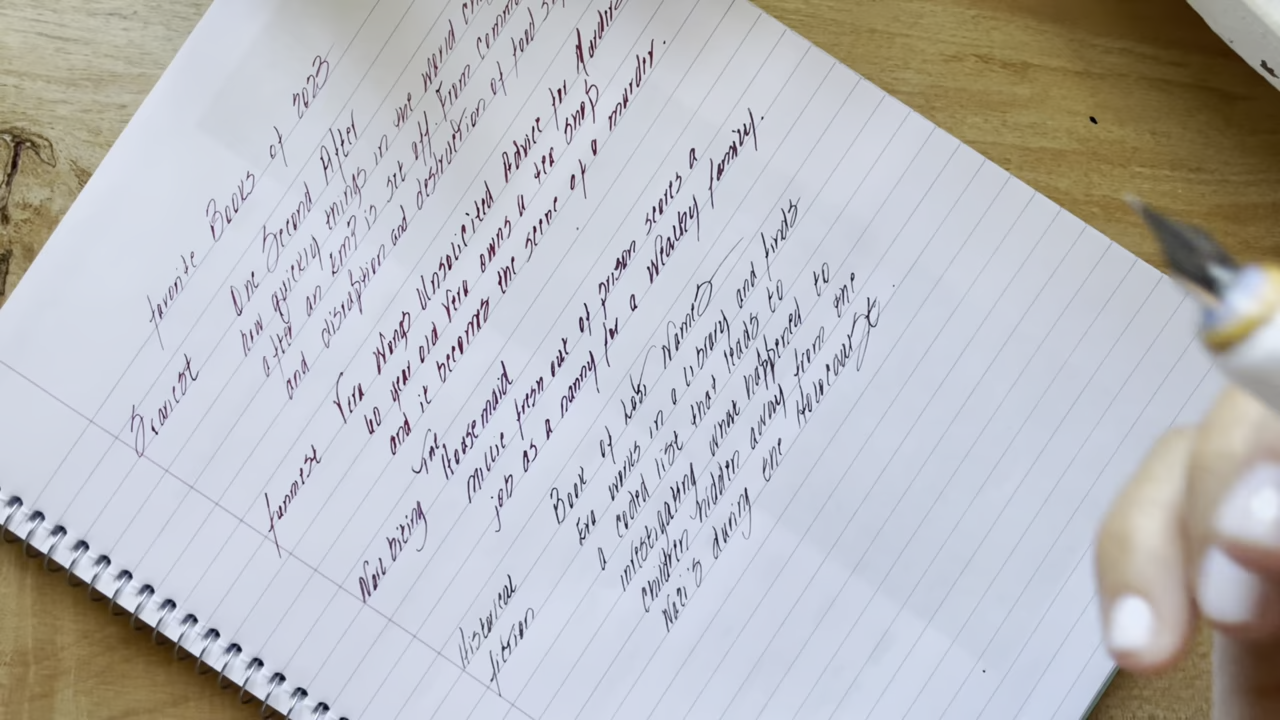 favorite Books of 2023
Scariest One Second After
how quickly things in the world
after an EMP is set off. From
and disruption and destruction of food
funniest Vera Wongs Unsolicited Advice for
60 year old Vera owns a tea shop
and it becomes the scene of a murder.
Nail biting The Housemaid
Millie fresh out of prison scores a
job as a nanny for a wealthy family.
Historical fiction Book of Lost Names
Eva works in a library and finds
a coded list that leads to
investigating what happened to
children hidden away from the
Nazi's during the Holocaust.